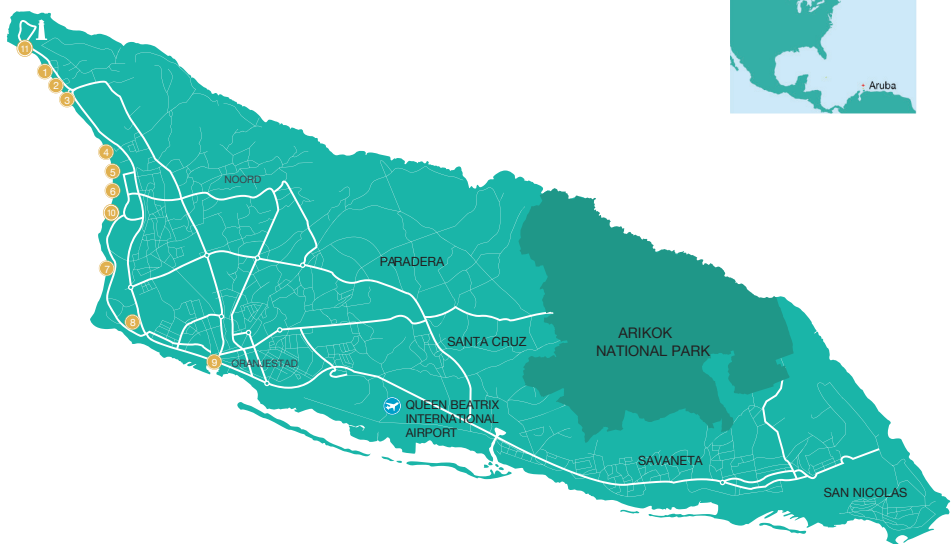 11
1
2
3
4
5
6
10
7
8
9
NOORD
PARADERA
SANTA CRUZ
ORANJESTAD
QUEEN BEATRIX
INTERNATIONAL
AIRPORT
ARIKOK
NATIONAL PARK
SAVANETA
SAN NICOLAS
Aruba